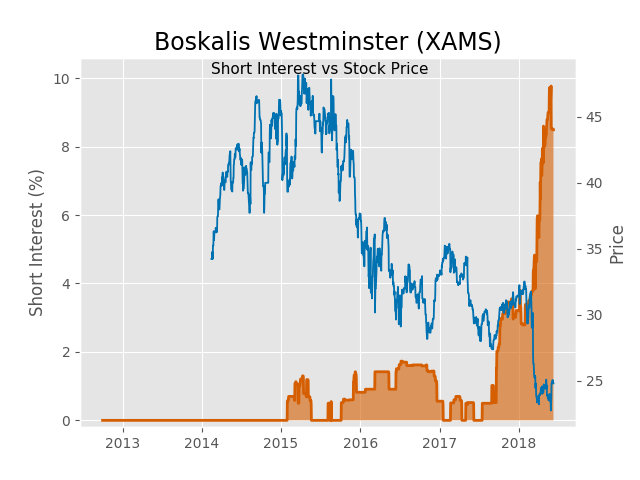 Boskalis Westminster (XAMS)
Short Interest vs Stock Price
Short Interest (%)
10
8
6
4
2
0
45
40
35
30
25
Price
2013 2014 2015 2016 2017 2018